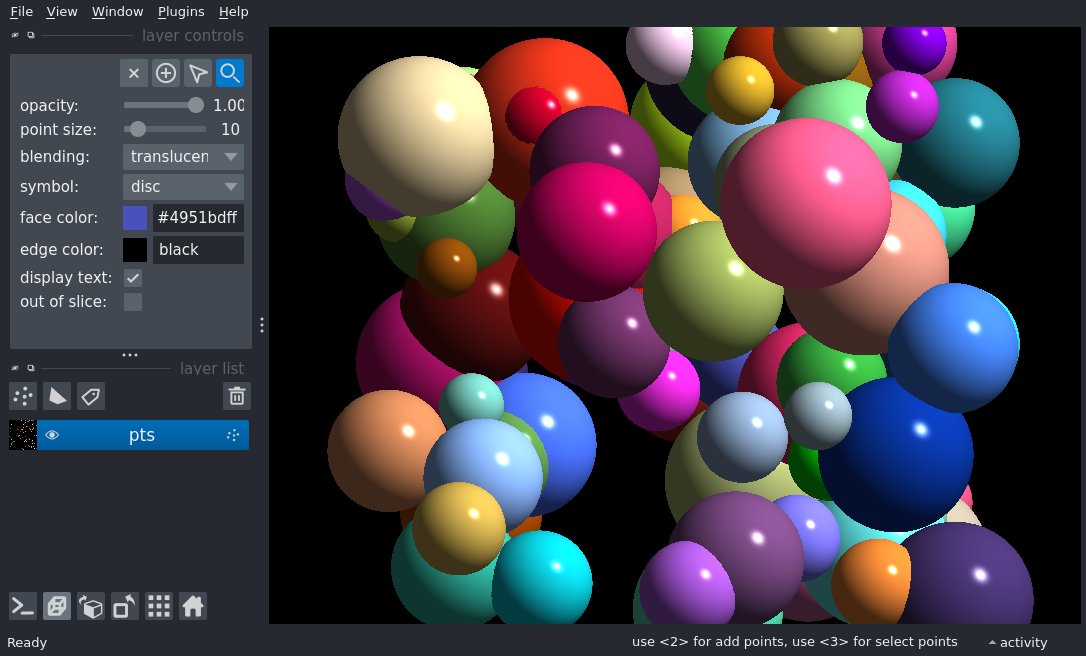 File View Window Plugins Help
layer controls
opacity: 1.00
point size: 10
blending: translucen
symbol: disc
face color: #4951bdff
edge color: black
display text:
out of slice:
layer list
pts
Ready use <2> for add points, use <3> for select points activity